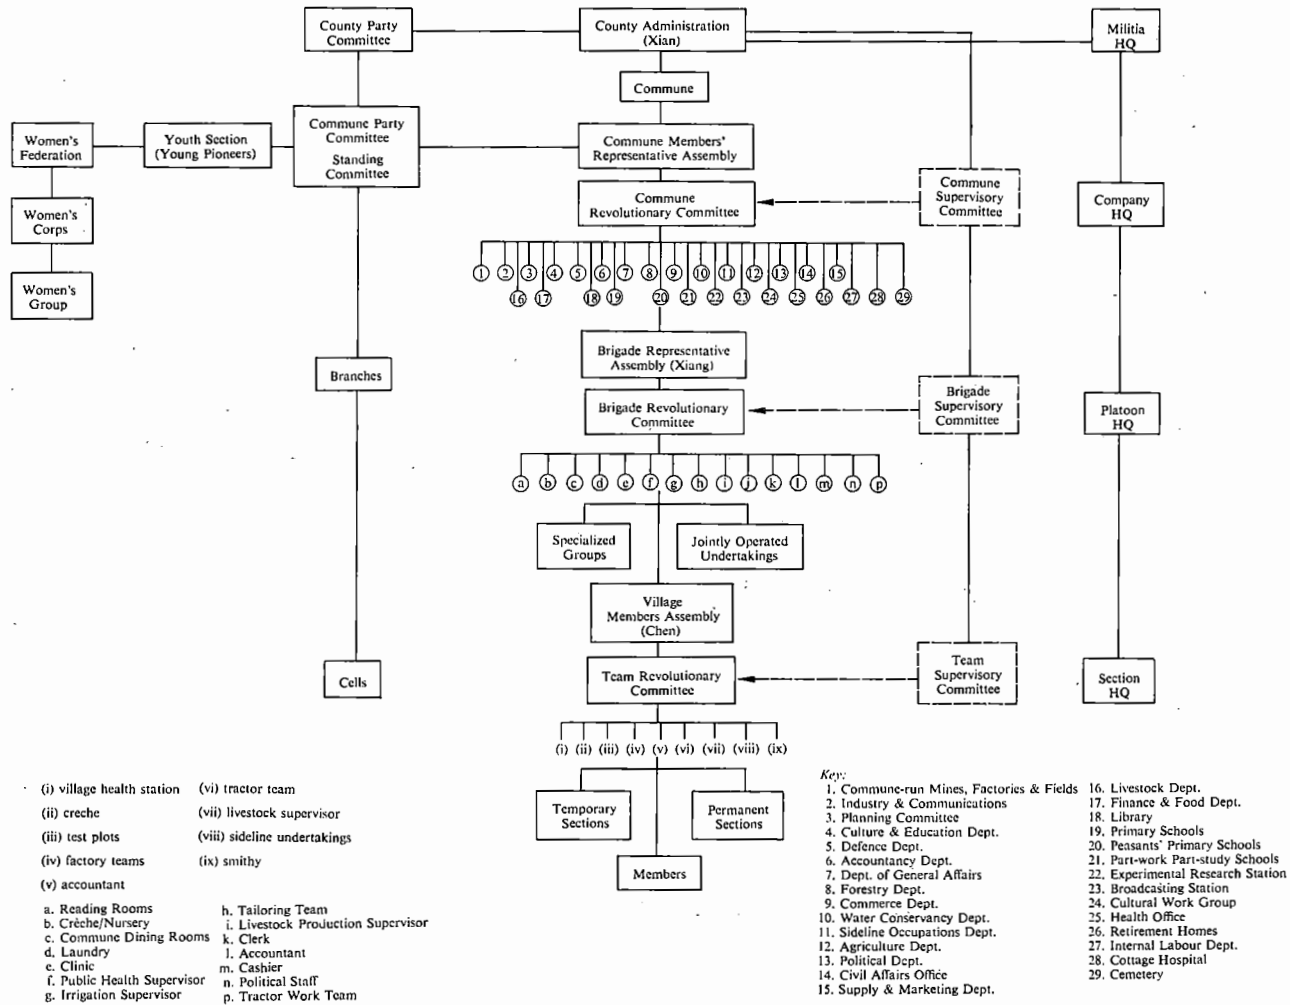 County Party
Committee
County Administration
(Xian)
Militia
HQ
Commune
Women's
Federation
Youth Section
(Young Pioneers)
Commune Party
Committee
Standing
Committee
Commune Members'
Representative Assembly
Women's
Corps
Commune
Revolutionary Committee
Commune
Supervisory
Committee
Company
HQ
Women's
Group
1 2 3 4 5 6 7 8 9 10 11 12 13 14 15
16 17 18 19 20 21 22 23 24 25 26 27 28 29
Brigade Representative
Assembly (Xiang)
Branches
Brigade Revolutionary
Committee
Brigade
Supervisory
Committee
Platoon
HQ
a b c d e f g h i j k l m n p
Specialized
Groups
Jointly Operated
Undertakings
Village
Members Assembly
(Chen)
Cells
Team Revolutionary
Committee
Team
Supervisory
Committee
Section
HQ
(i) (ii) (iii) (iv) (v) (vi) (vii) (viii) (ix)
Temporary
Sections
Permanent
Sections
Members
(i) village health station
(ii) creche
(iii) test plots
(iv) factory teams
(v) accountant
(vi) tractor team
(vii) livestock supervisor
(viii) sideline undertakings
(ix) smithy
a. Reading Rooms
b. Crèche/Nursery
c. Commune Dining Rooms
d. Laundry
e. Clinic
f. Public Health Supervisor
g. Irrigation Supervisor
h. Tailoring Team
i. Livestock Production Supervisor
k. Clerk
l. Accountant
m. Cashier
n. Political Staff
p. Tractor Work Team
Key:
1. Commune-run Mines, Factories & Fields
2. Industry & Communications
3. Planning Committee
4. Culture & Education Dept.
5. Defence Dept.
6. Accountancy Dept.
7. Dept. of General Affairs
8. Forestry Dept.
9. Commerce Dept.
10. Water Conservancy Dept.
11. Sideline Occupations Dept.
12. Agriculture Dept.
13. Political Dept.
14. Civil Affairs Office
15. Supply & Marketing Dept.
16. Livestock Dept.
17. Finance & Food Dept.
18. Library
19. Primary Schools
20. Peasants' Primary Schools
21. Part-work Part-study Schools
22. Experimental Research Station
23. Broadcasting Station
24. Cultural Work Group
25. Health Office
26. Retirement Homes
27. Internal Labour Dept.
28. Cottage Hospital
29. Cemetery